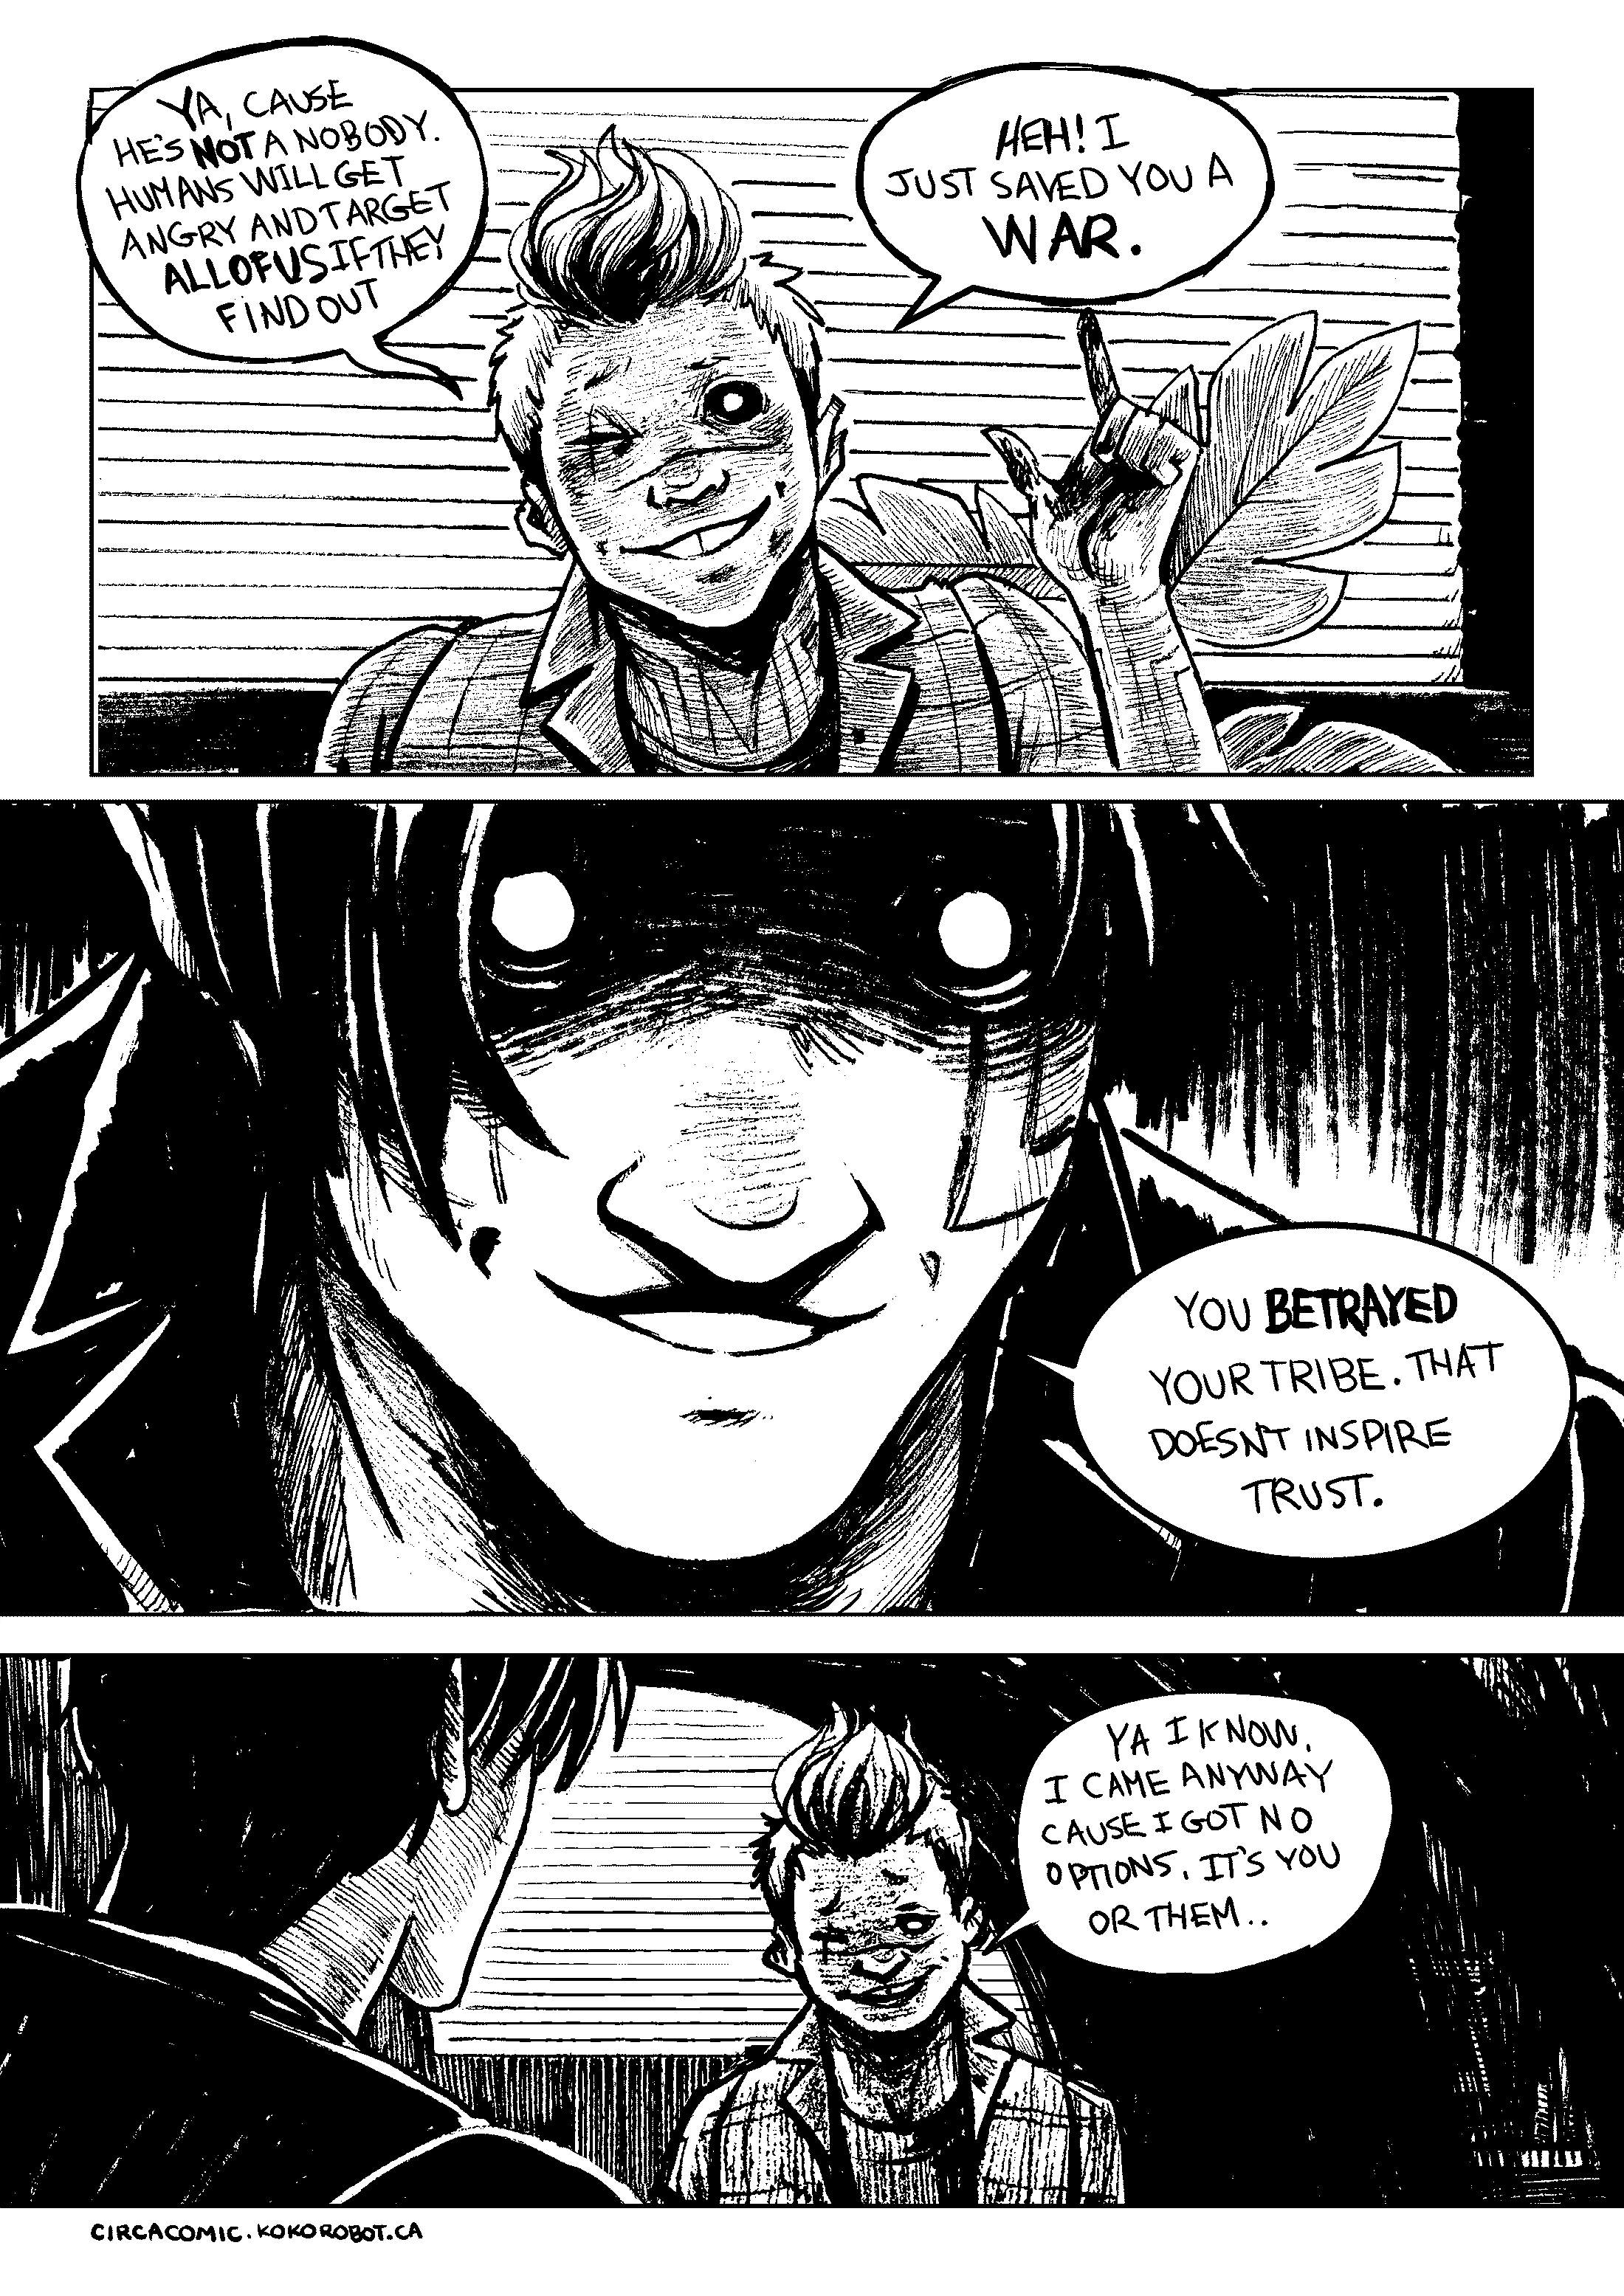 YA, CAUSE
HE'S NOT A NOBODY.
HUMANS WILL GET
ANGRY AND TARGET
ALL OF US IF THEY
FIND OUT
HEH! I
JUST SAVED YOU A
WAR.
YOU BETRAYED
YOUR TRIBE. THAT
DOESN'T INSPIRE
TRUST.
YA I KNOW.
I CAME ANYWAY
CAUSE I GOT NO
OPTIONS. IT'S YOU
OR THEM..
CIRCACOMIC.KOKOROBOT.CA